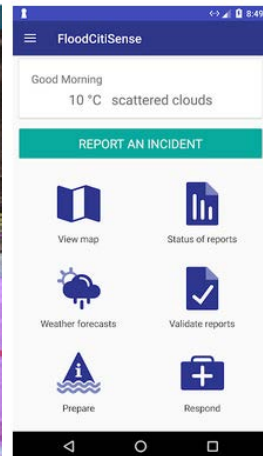 8:49
FloodCitiSense
Good Morning
10 °C scattered clouds
REPORT AN INCIDENT
View map
Status of reports
Weather forecasts
Validate reports
Prepare
Respond